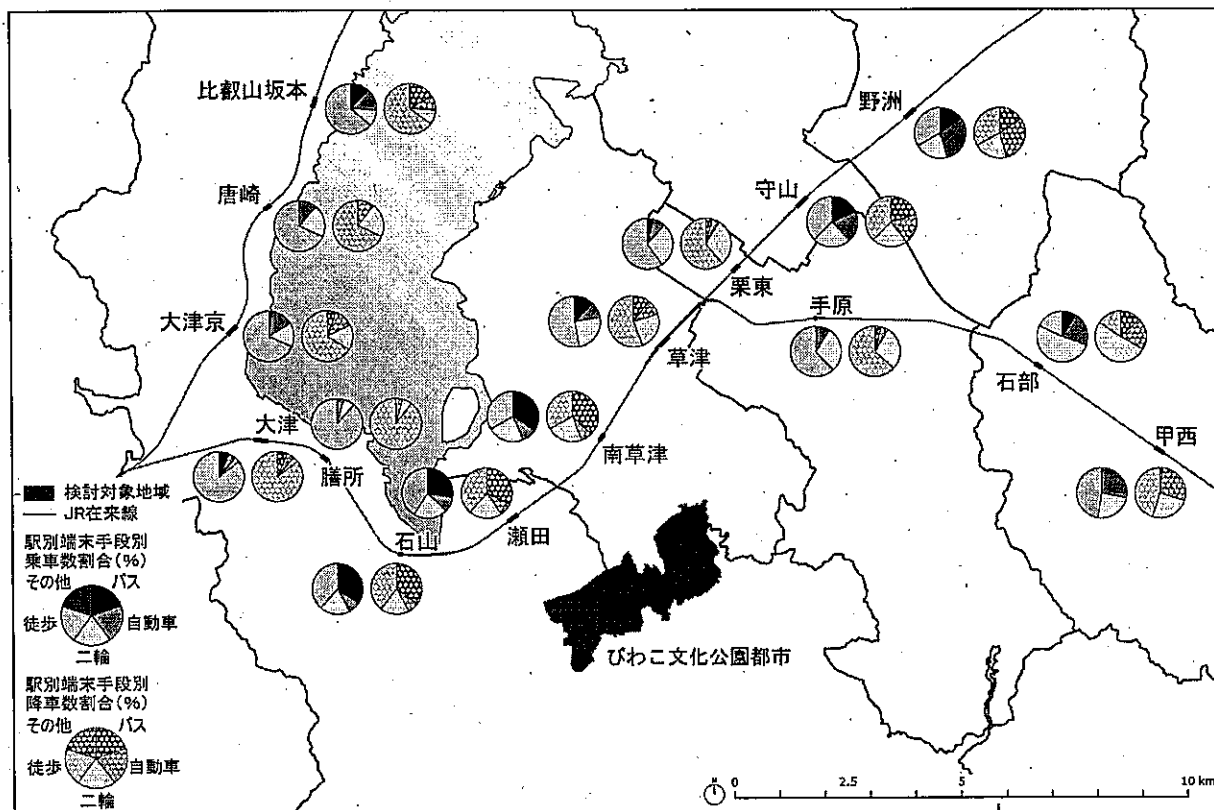 比叡山坂本
唐崎
大津京
大津
膳所
石山
瀬田
南草津
草津
栗東
守山
野洲
手原
石部
甲西
びわこ文化公園都市
検討対象地域
JR在来線
駅別端末手段別
乗車数割合(%)
その他 バス
徒歩 自動車
二輪
駅別端末手段別
降車数割合(%)
その他 バス
徒歩 自動車
二輪
N 0 2.5 5 10 km